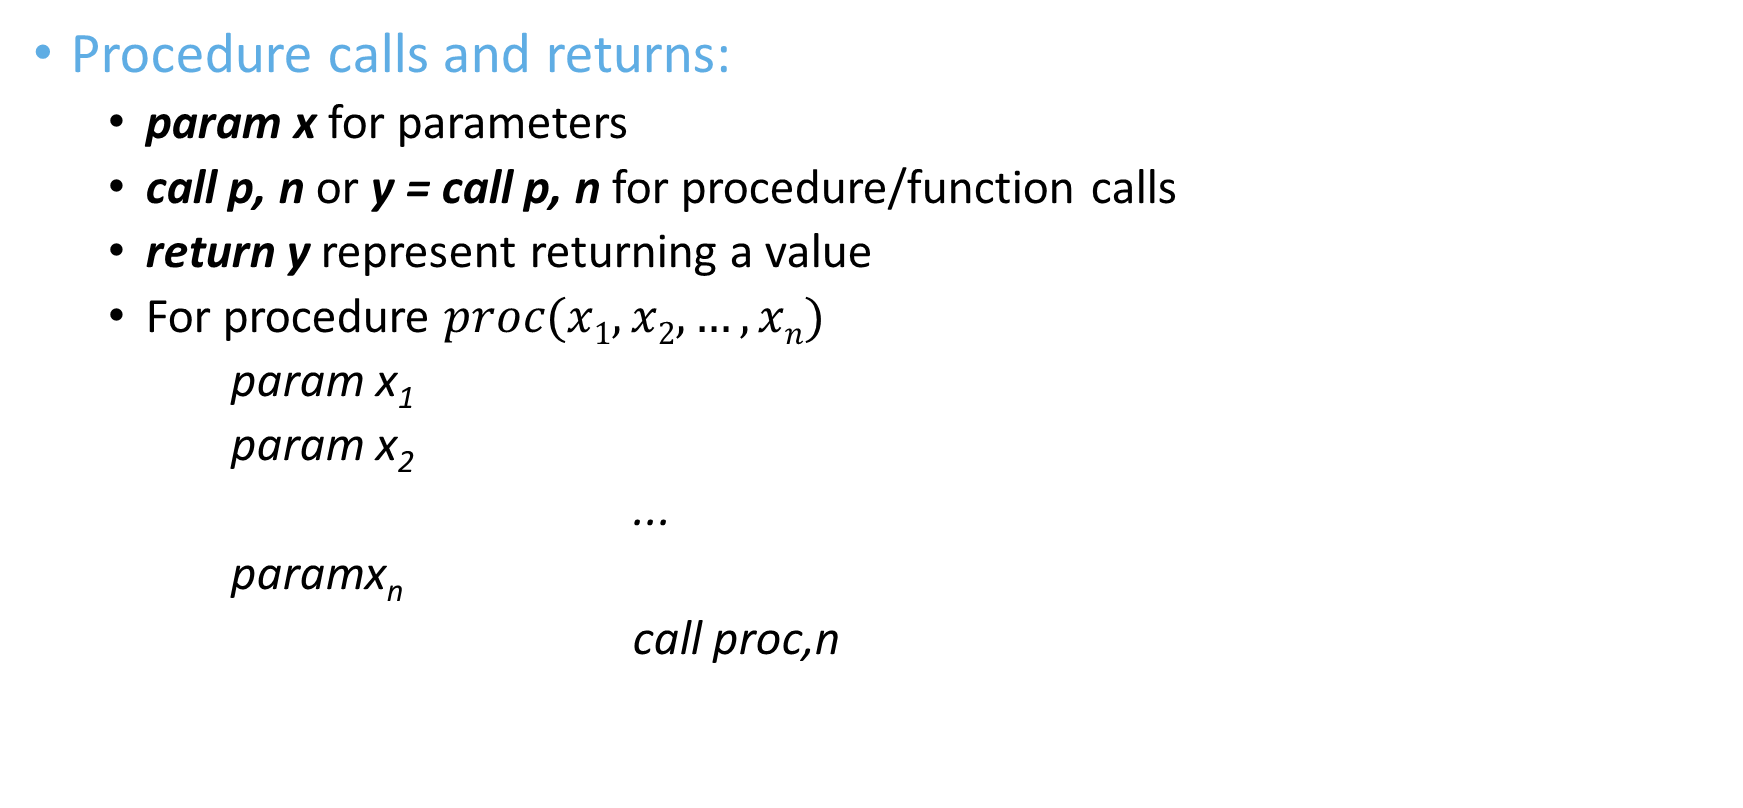 • Procedure calls and returns:
• param x for parameters
• call p, n or y = call p, n for procedure/function calls
• return y represent returning a value
• For procedure 𝑝𝑟𝑜𝑐(𝑥₁, 𝑥₂, … , 𝑥ₙ)
param x₁
param x₂
...
paramxₙ
call proc,n